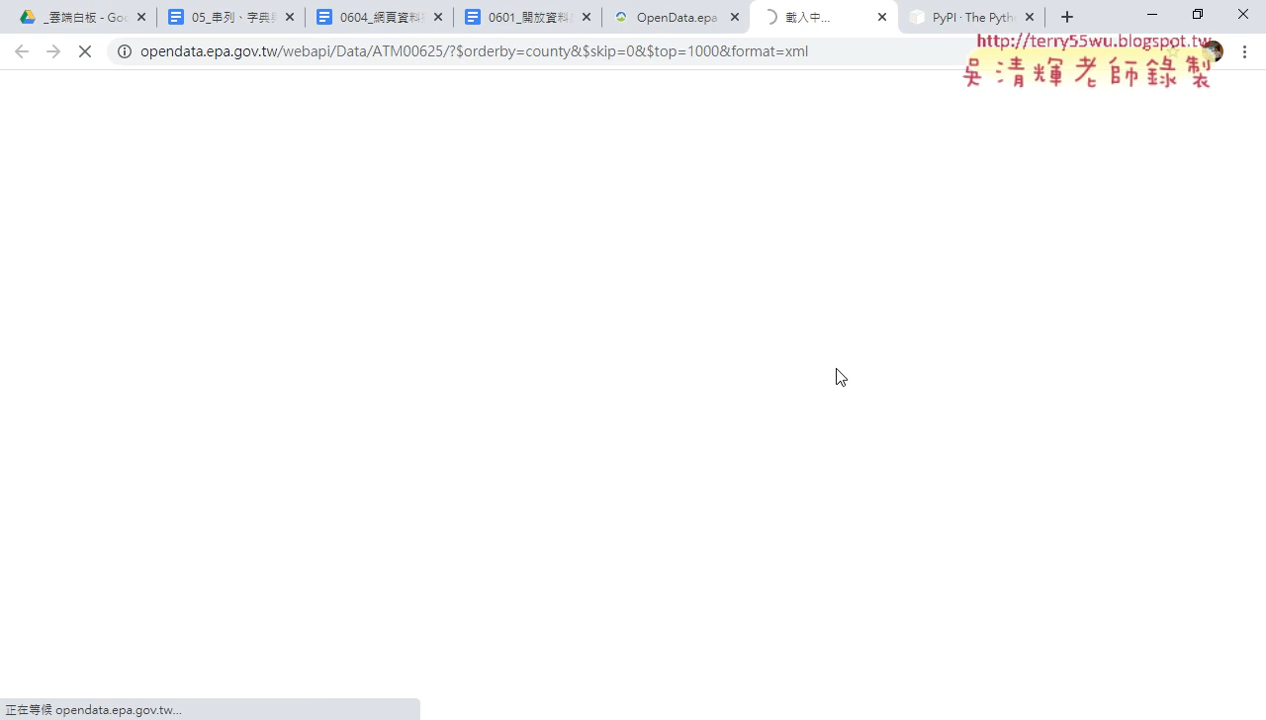 _雲端白板 - Goo
05_串列、字典與
0604_網頁資料
0601_開放資料
OpenData.epa
載入中...
PyPI · The Pyth
opendata.epa.gov.tw/webapi/Data/ATM00625/?$orderby=county&$skip=0&$top=1000&format=xml
http://terry55wu.blogspot.tw
吳清輝老師錄製
正在等候 opendata.epa.gov.tw...